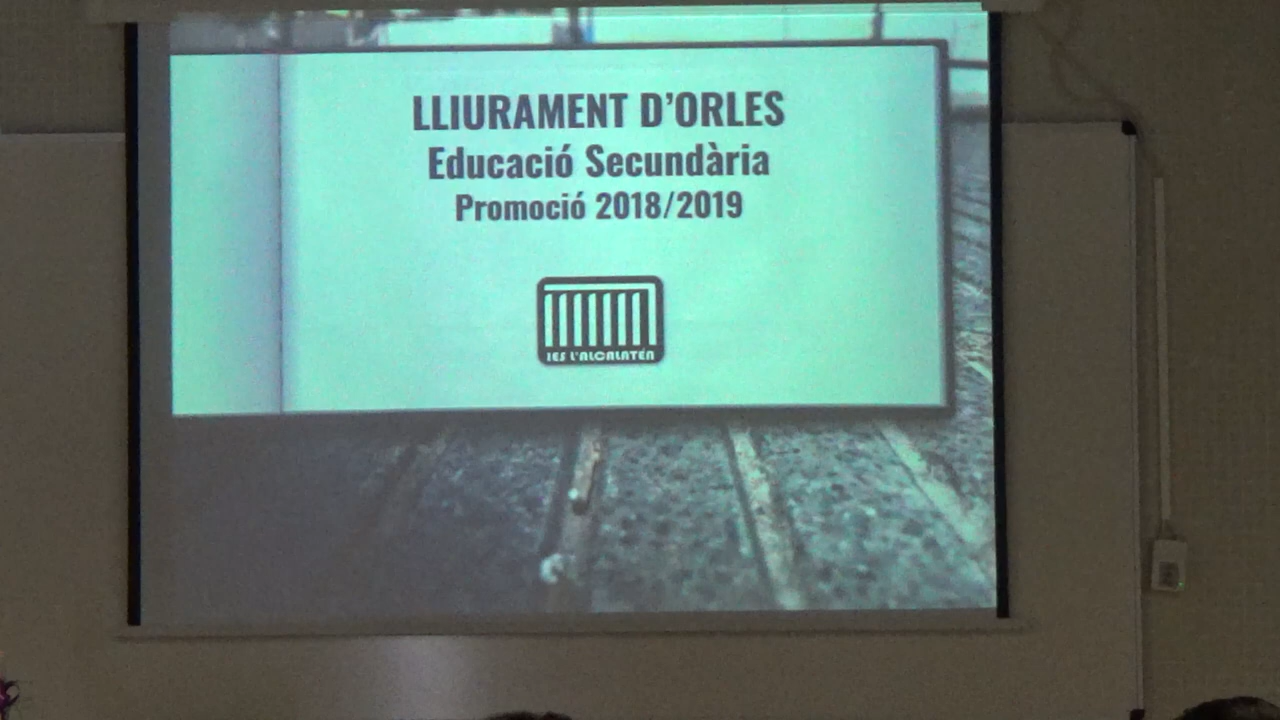 LLIURAMENT D'ORLES
Educació Secundària
Promoció 2018/2019
IES L'ALCALATÉN